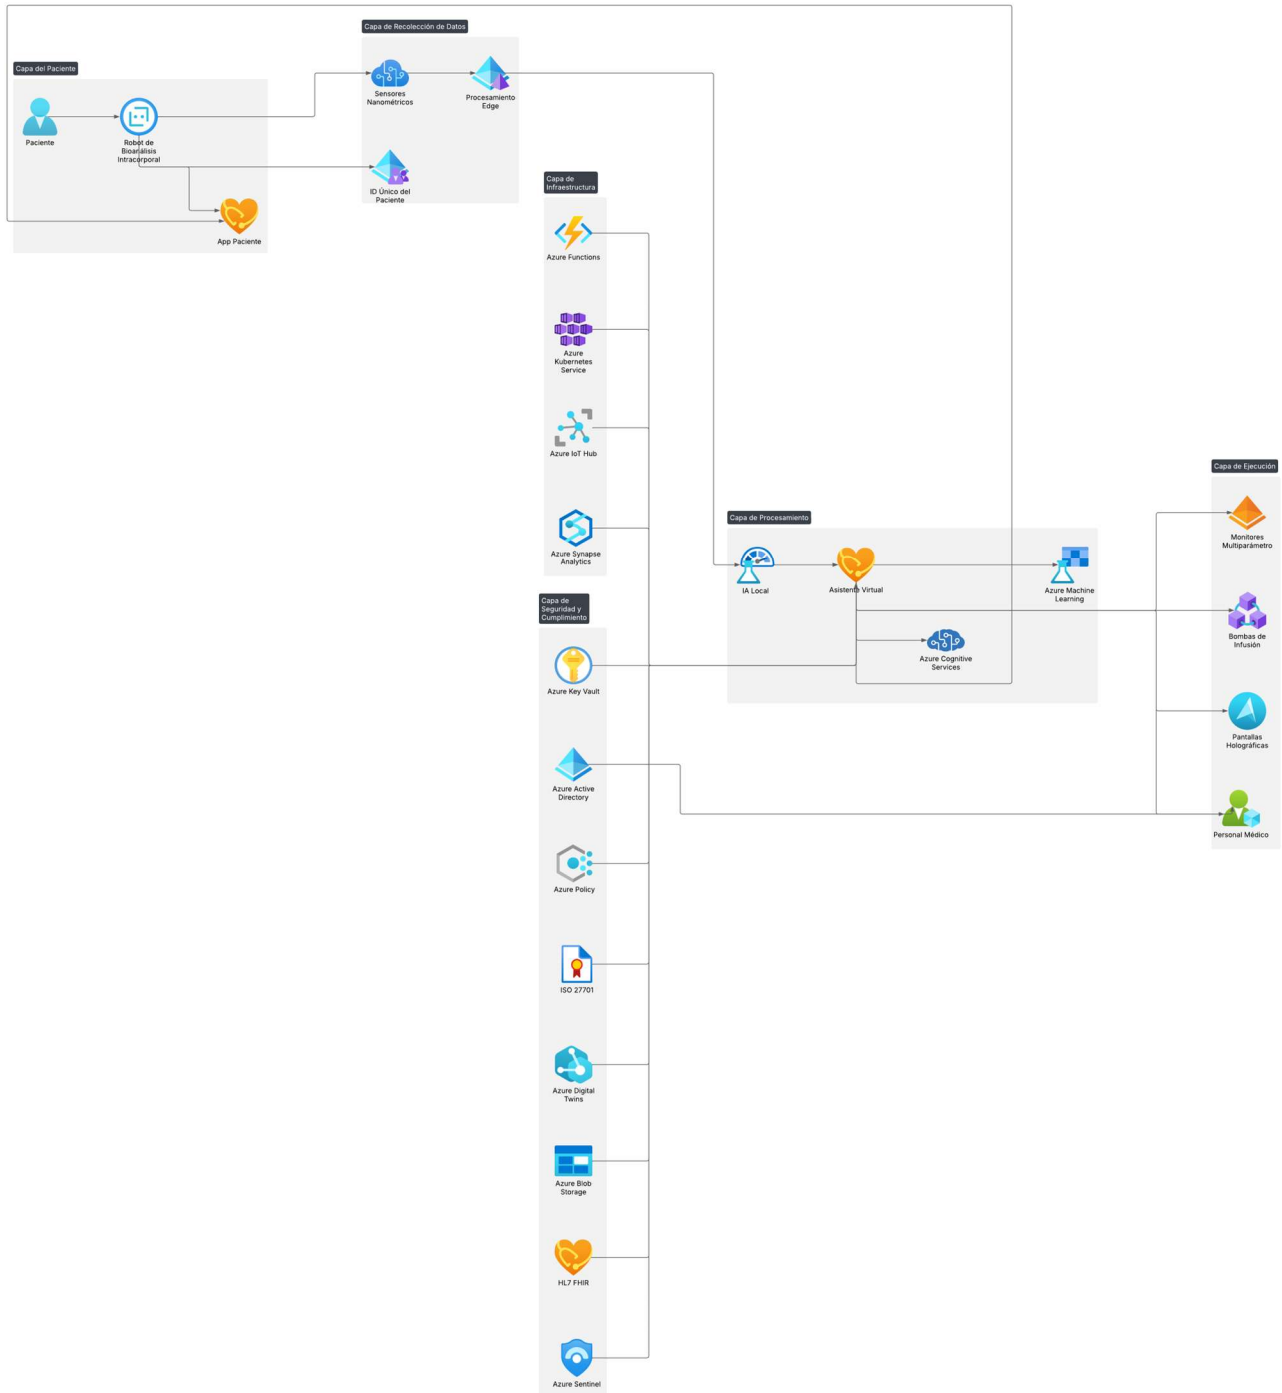 Capa de Recolección de Datos
Sensores
Nanométricos
Procesamiento
Edge
ID Único del
Paciente
Capa del Paciente
Paciente
Robot de
Bioanálisis
Intracorporal
App Paciente
Capa de
Infraestructura
Azure Functions
Azure
Kubernetes
Service
Azure IoT Hub
Azure Synapse
Analytics
Capa de Procesamiento
IA Local
Asistente Virtual
Azure Machine
Learning
Azure Cognitive
Services
Capa de Ejecución
Monitores
Multiparámetro
Bombas de
Infusión
Pantallas
Holográficas
Personal Médico
Capa de
Seguridad y
Cumplimiento
Azure Key Vault
Azure Active
Directory
Azure Policy
ISO 27701
Azure Digital
Twins
Azure Blob
Storage
HL7 FHIR
Azure Sentinel